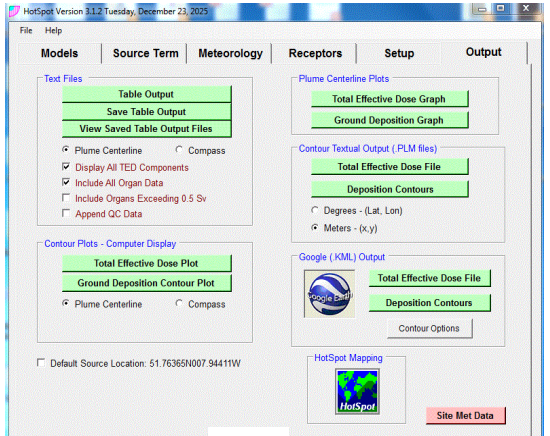 HotSpot Version 3.1.2 Tuesday, December 23, 2025
File Help
Models Source Term Meteorology Receptors Setup Output
Text Files
Table Output
Save Table Output
View Saved Table Output Files
Plume Centerline Compass
Display All TED Components
Include All Organ Data
Include Organs Exceeding 0.5 Sv
Append QC Data
Contour Plots - Computer Display
Total Effective Dose Plot
Ground Deposition Contour Plot
Plume Centerline Compass
Default Source Location: 51.76365N007.94411W
Plume Centerline Plots
Total Effective Dose Graph
Ground Deposition Graph
Contour Textual Output (.PLM files)
Total Effective Dose File
Deposition Contours
Degrees - (Lat, Lon)
Meters - (x,y)
Google (.KML) Output
Google Earth
Total Effective Dose File
Deposition Contours
Contour Options
HotSpot Mapping
HotSpot
Site Met Data